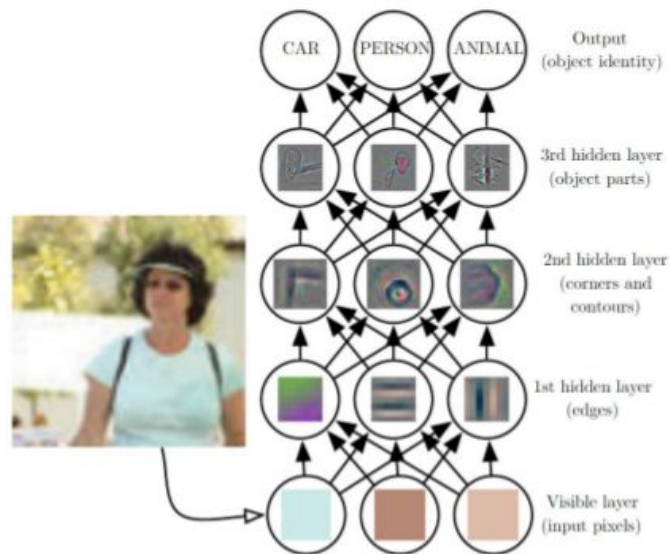 CAR PERSON ANIMAL
Output
(object identity)
3rd hidden layer
(object parts)
2nd hidden layer
(corners and
contours)
1st hidden layer
(edges)
Visible layer
(input pixels)